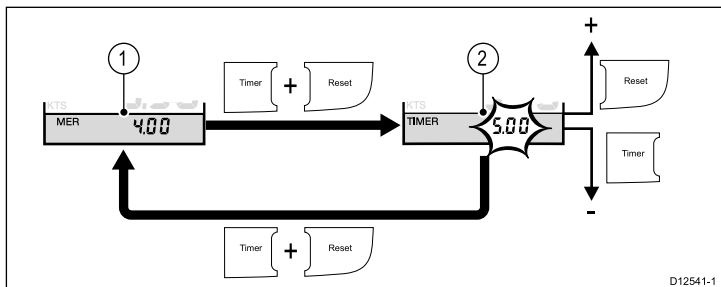 1
Timer + Reset
2
+
Reset
KTS
MER 4.00
KTS
TIMER 5.00
Timer
-
Timer + Reset
D12541-1